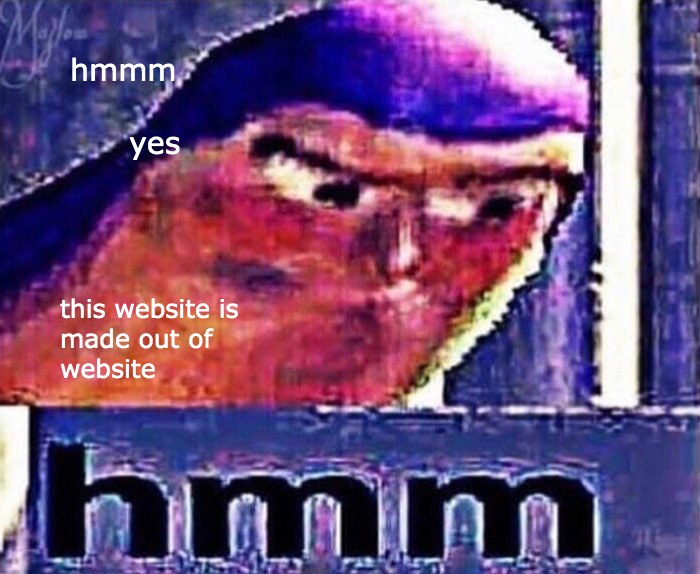 hmmm
yes
this website is
made out of
website
hmm